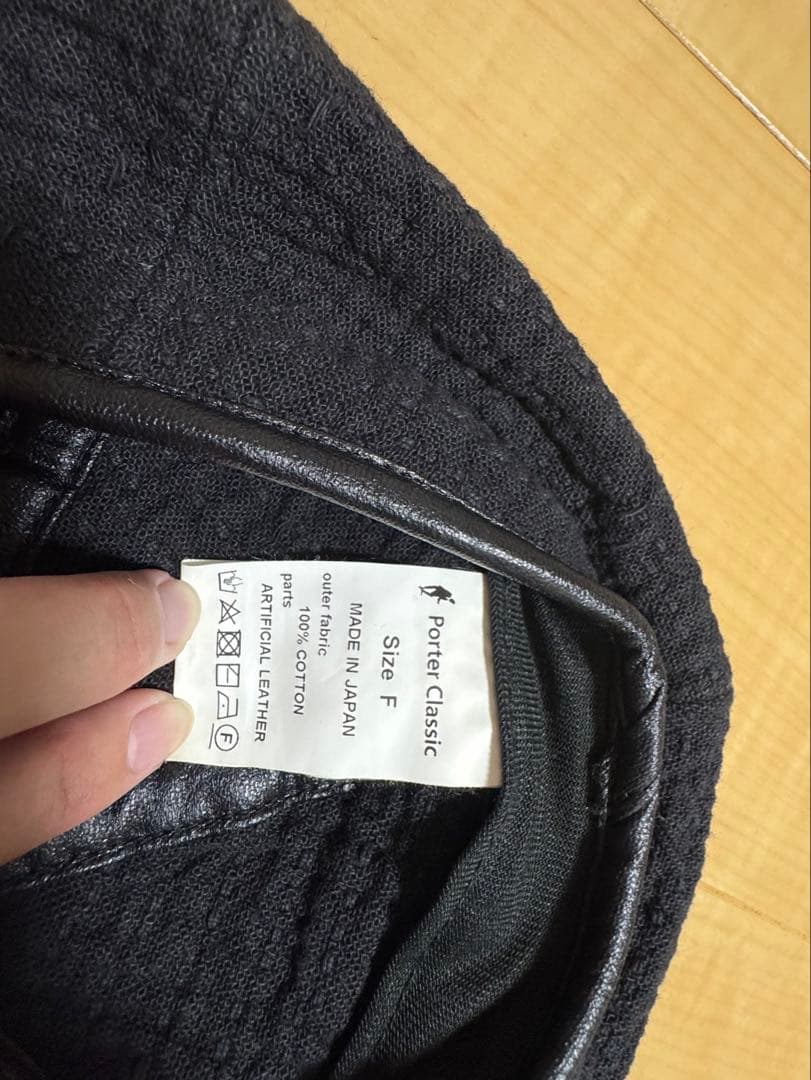 Porter Classic
Size F
MADE IN JAPAN
outer fabric
100% COTTON
parts
ARTIFICIAL LEATHER
F